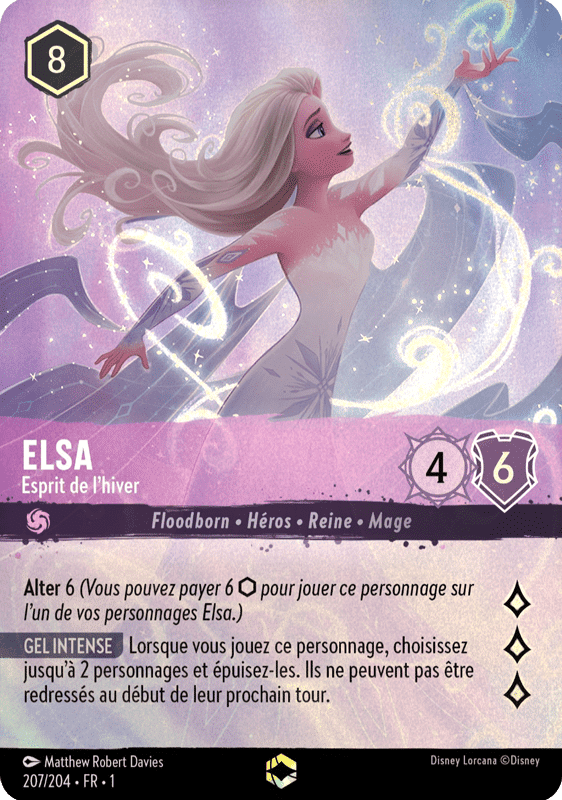 8
ELSA
Esprit de l'hiver
4
6
Floodborn • Héros • Reine • Mage
Alter 6 (Vous pouvez payer 6 ⬡ pour jouer ce personnage sur
l'un de vos personnages Elsa.)
GEL INTENSE Lorsque vous jouez ce personnage, choisissez
jusqu'à 2 personnages et épuisez-les. Ils ne peuvent pas être
redressés au début de leur prochain tour.
Matthew Robert Davies
Disney Lorcana ©Disney
207/204 • FR • 1